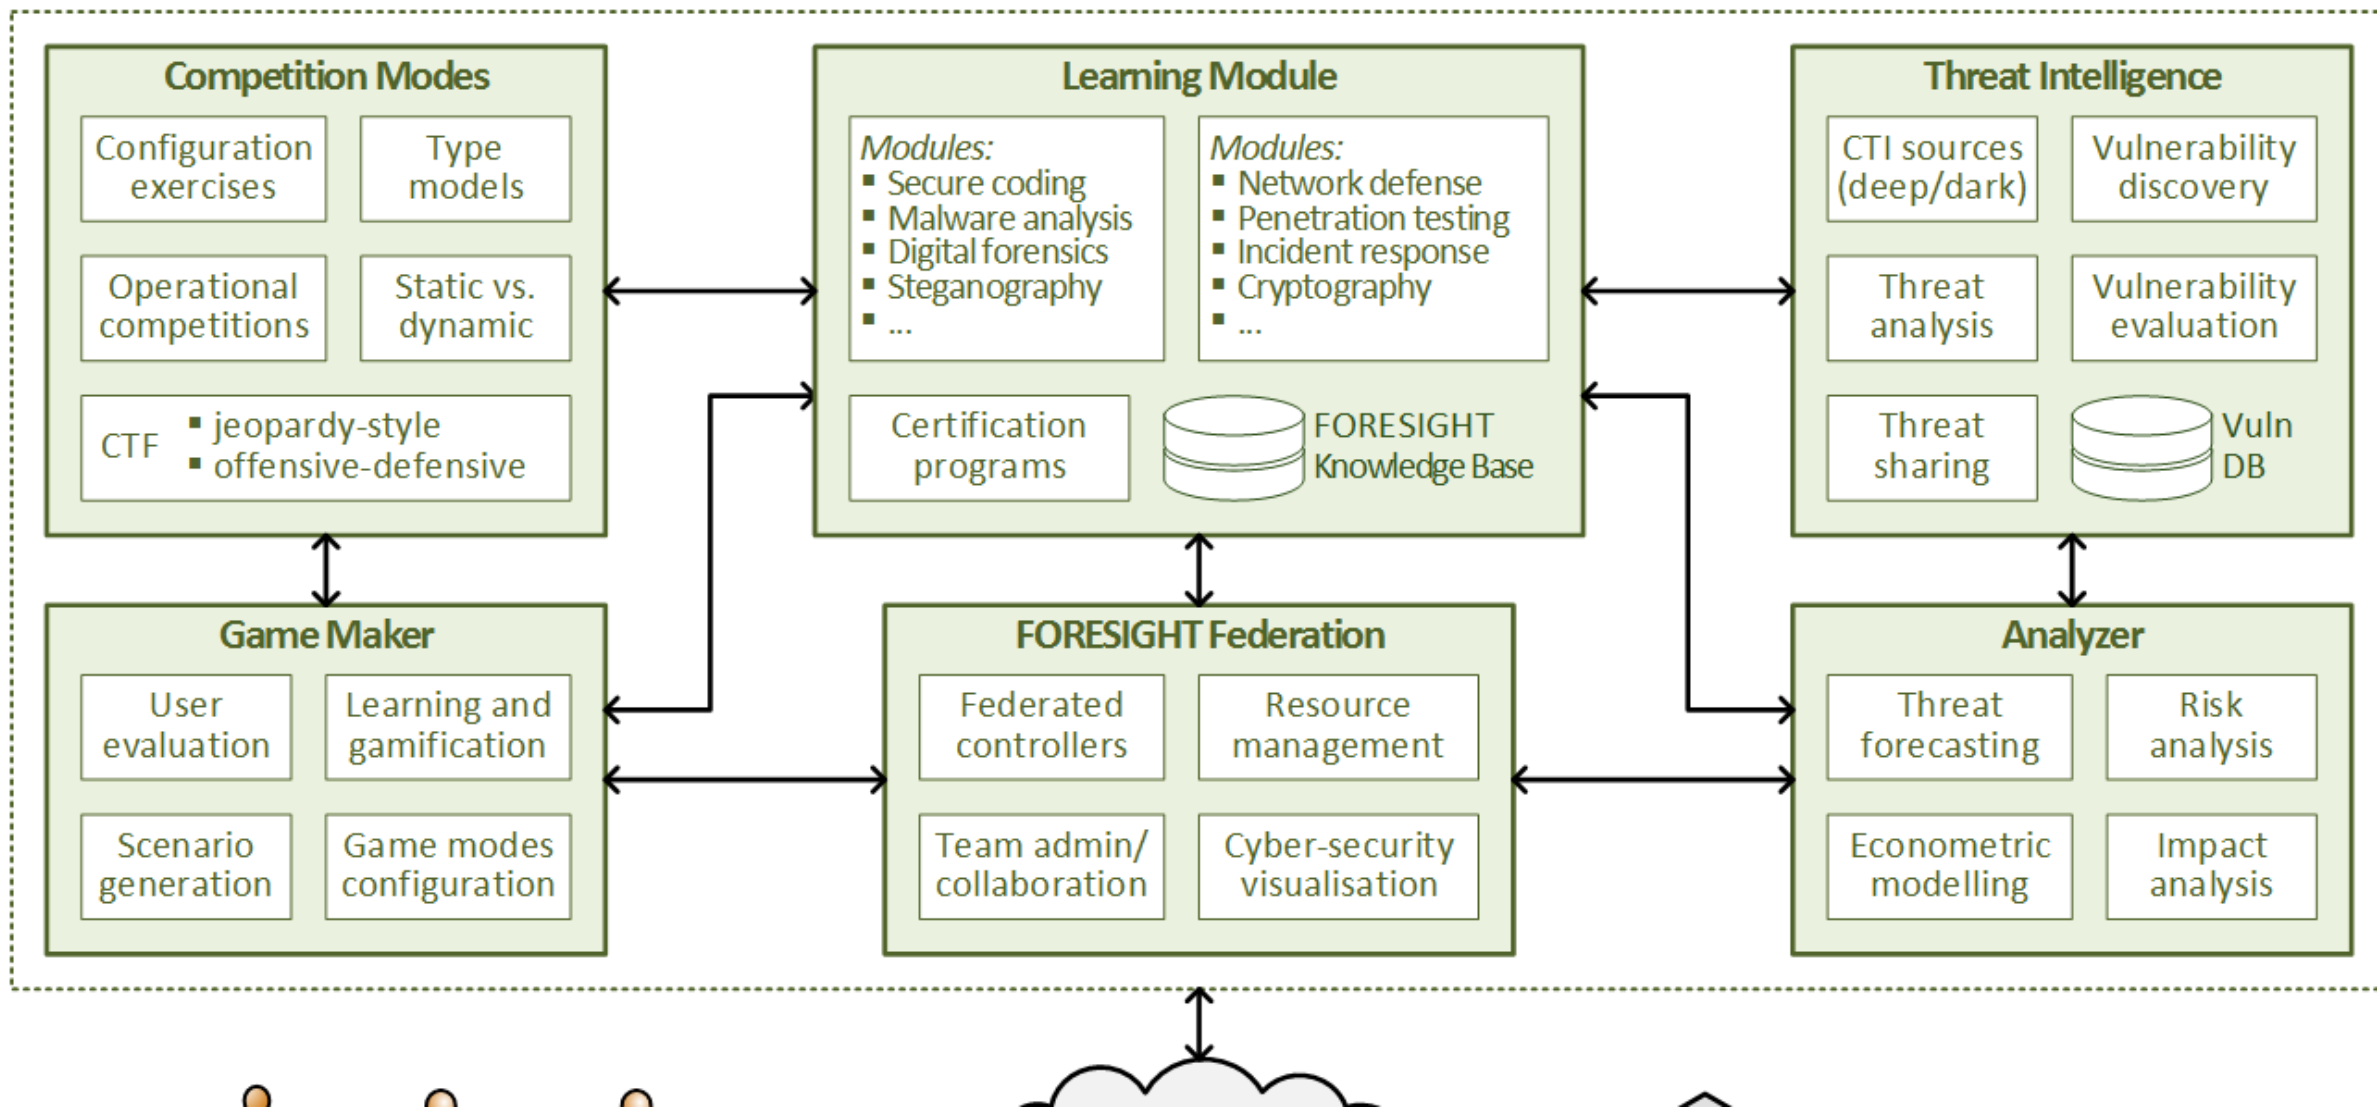 Competition Modes
Configuration
exercises
Type
models
Operational
competitions
Static vs.
dynamic
CTF
▪ jeopardy-style
▪ offensive-defensive
Learning Module
Modules:
▪ Secure coding
▪ Malware analysis
▪ Digital forensics
▪ Steganography
▪ ...
Modules:
▪ Network defense
▪ Penetration testing
▪ Incident response
▪ Cryptography
▪ ...
Certification
programs
FORESIGHT
Knowledge Base
Threat Intelligence
CTI sources
(deep/dark)
Vulnerability
discovery
Threat
analysis
Vulnerability
evaluation
Threat
sharing
Vuln
DB
Game Maker
User
evaluation
Learning and
gamification
Scenario
generation
Game modes
configuration
FORESIGHT Federation
Federated
controllers
Resource
management
Team admin/
collaboration
Cyber-security
visualisation
Analyzer
Threat
forecasting
Risk
analysis
Econometric
modelling
Impact
analysis